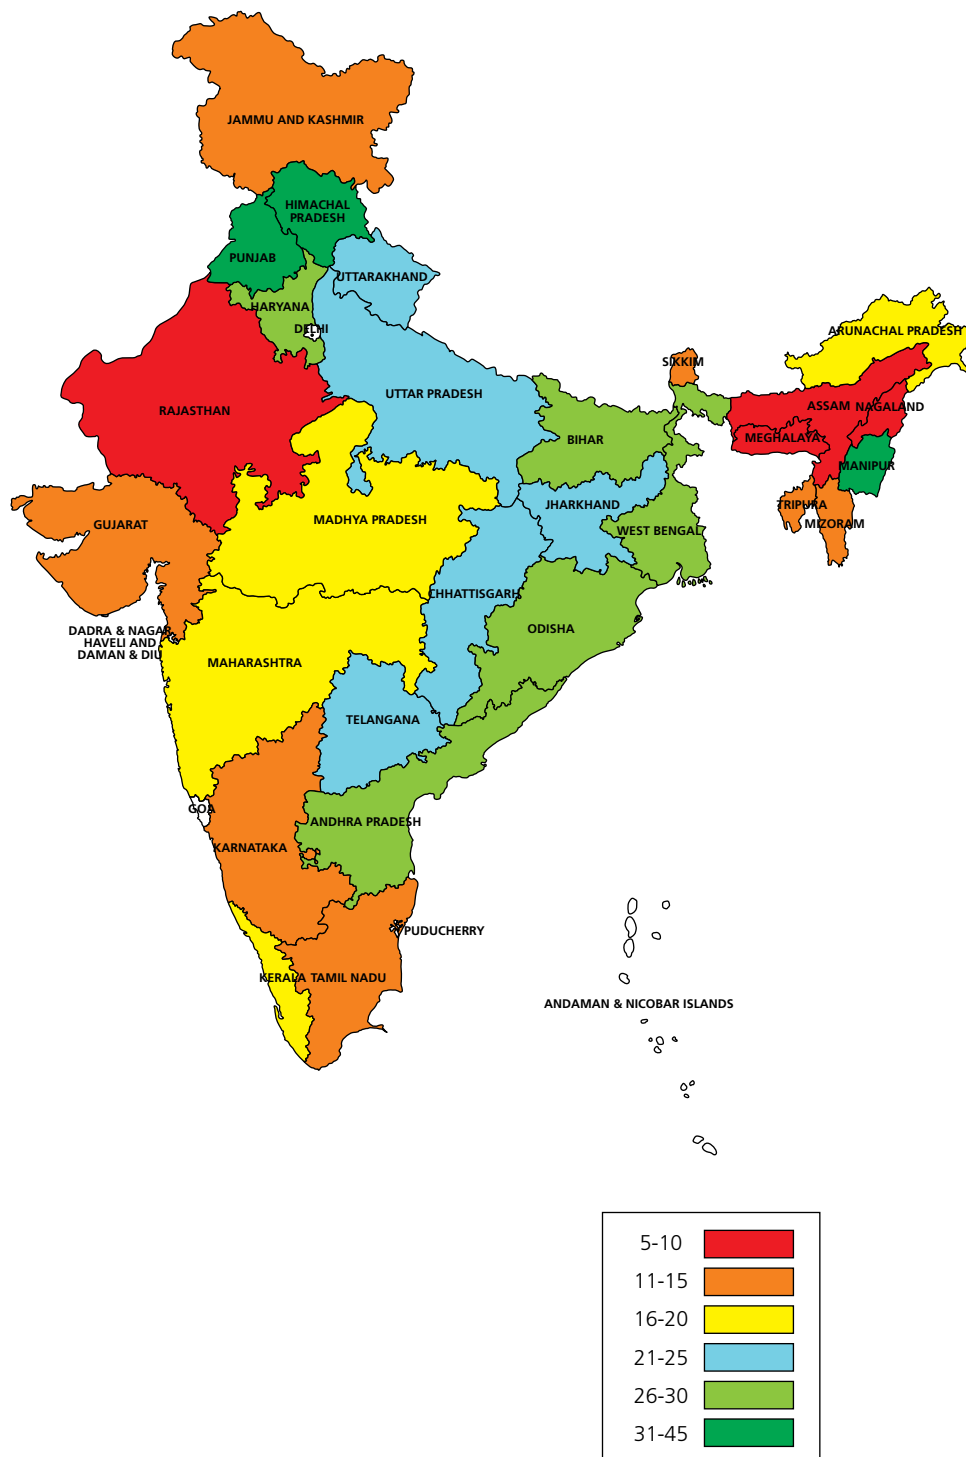 JAMMU AND KASHMIR
HIMACHAL
PRADESH
PUNJAB
UTTARAKHAND
HARYANA
DELHI
ARUNACHAL PRADESH
SIKKIM
UTTAR PRADESH
RAJASTHAN
ASSAM
NAGALAND
BIHAR
MEGHALAYA
MANIPUR
JHARKHAND
TRIPURA
MADHYA PRADESH
GUJARAT
MIZORAM
WEST BENGAL
CHHATTISGARH
ODISHA
DADRA & NAGAR
HAVELI AND
DAMAN & DIU
MAHARASHTRA
TELANGANA
GOA
ANDHRA PRADESH
KARNATAKA
PUDUCHERRY
KERALA
TAMIL NADU
ANDAMAN & NICOBAR ISLANDS
5-10
11-15
16-20
21-25
26-30
31-45